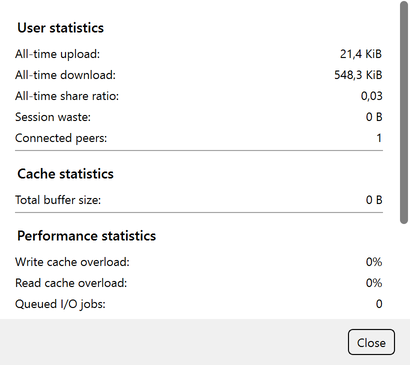 User statistics
All-time upload: 21,4 KiB
All-time download: 548,3 KiB
All-time share ratio: 0,03
Session waste: 0 B
Connected peers: 1
Cache statistics
Total buffer size: 0 B
Performance statistics
Write cache overload: 0%
Read cache overload: 0%
Queued I/O jobs: 0
Close